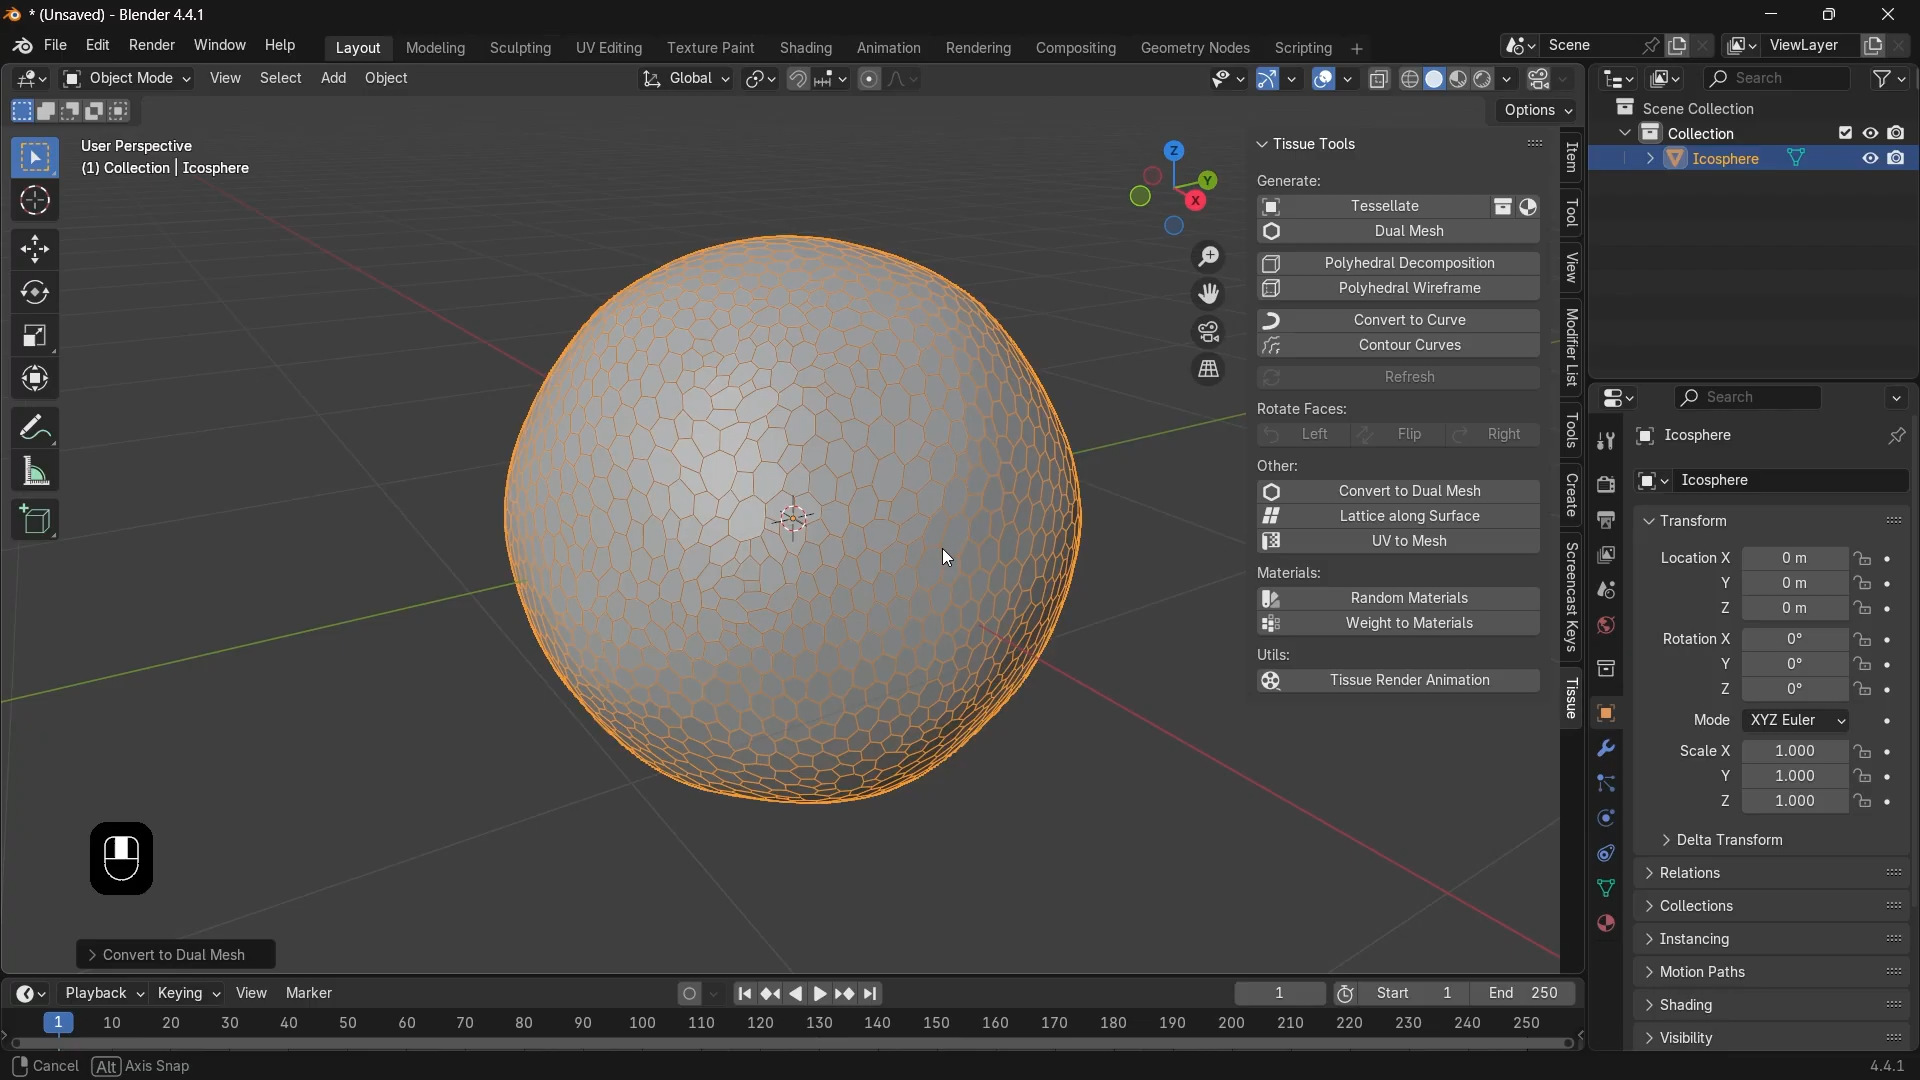 * (Unsaved) - Blender 4.4.1
File Edit Render Window Help
Layout Modeling Sculpting UV Editing Texture Paint Shading Animation Rendering Compositing Geometry Nodes Scripting +
Scene
ViewLayer
Object Mode View Select Add Object
Global
Options
User Perspective
(1) Collection | Icosphere
Z
Y
X
Tissue Tools
Generate:
Tessellate
Dual Mesh
Polyhedral Decomposition
Polyhedral Wireframe
Convert to Curve
Contour Curves
Refresh
Rotate Faces:
Left Flip Right
Other:
Convert to Dual Mesh
Lattice along Surface
UV to Mesh
Materials:
Random Materials
Weight to Materials
Utils:
Tissue Render Animation
Item
Tool
View
Modifier List
Tools
Create
Screencast Keys
Tissue
Search
Scene Collection
Collection
Icosphere
Search
Icosphere
Icosphere
Transform
Location X 0 m
Y 0 m
Z 0 m
Rotation X 0°
Y 0°
Z 0°
Mode XYZ Euler
Scale X 1.000
Y 1.000
Z 1.000
Delta Transform
Relations
Collections
Instancing
Motion Paths
Shading
Visibility
Convert to Dual Mesh
Playback Keying View Marker
1 Start 1 End 250
1 10 20 30 40 50 60 70 80 90 100 110 120 130 140 150 160 170 180 190 200 210 220 230 240 250
Cancel Alt Axis Snap
4.4.1